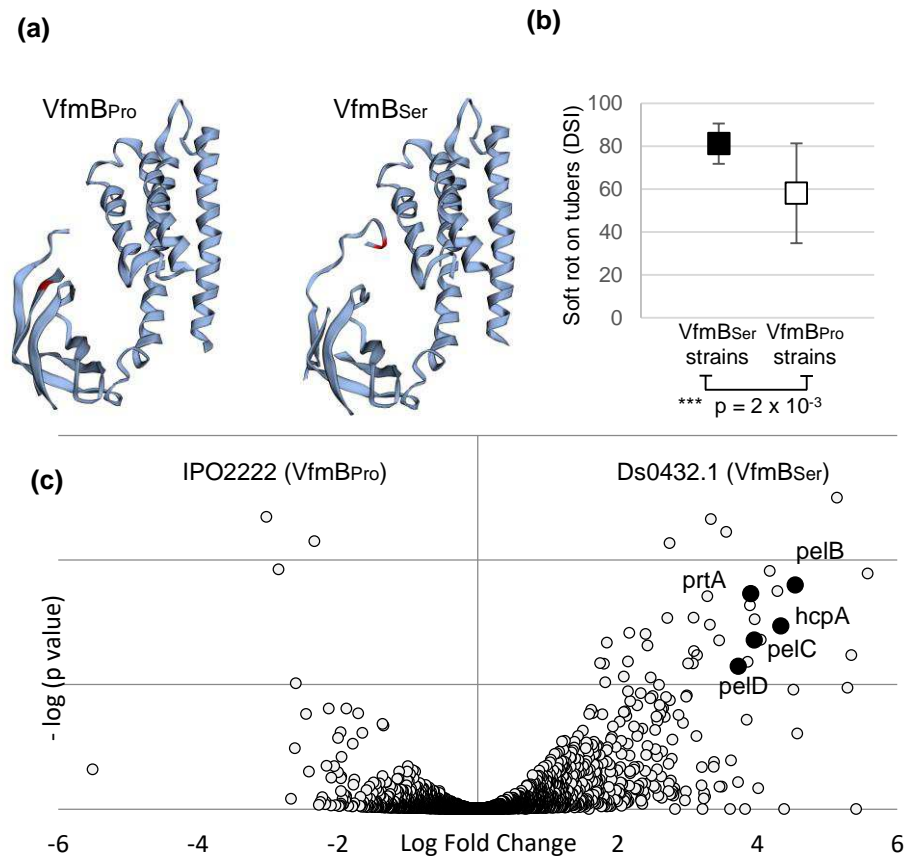 (a)
VfmBPro
VfmBSer
(b)
Soft rot on tubers (DSI)
100
80
60
40
20
0
VfmBSer
strains
VfmBPro
strains
*** p = 2 x 10-3
(c)
IPO2222 (VfmBPro)
Ds0432.1 (VfmBSer)
pelB
prtA
hcpA
pelC
pelD
- log (p value)
-6
-4
-2
Log Fold Change
2
4
6